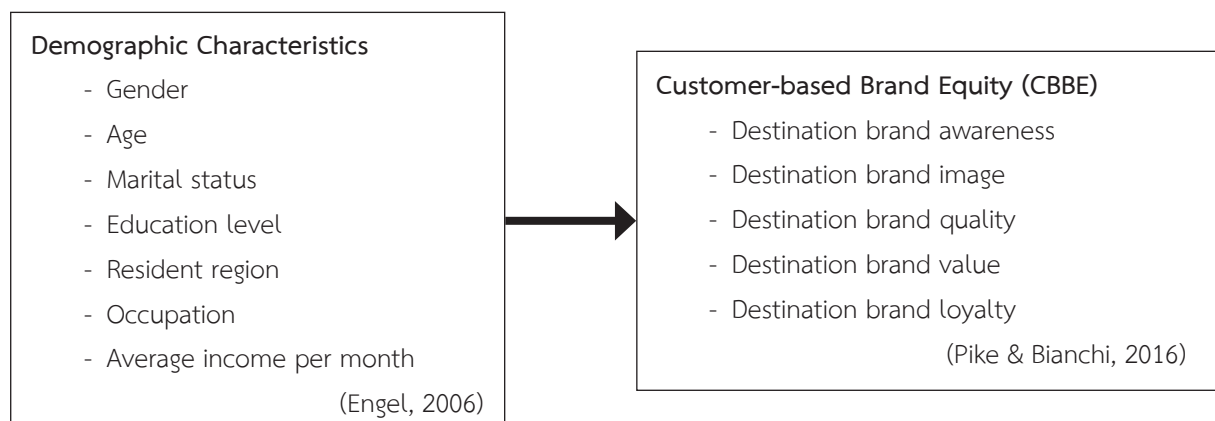 Demographic Characteristics
- Gender
- Age
- Marital status
- Education level
- Resident region
- Occupation
- Average income per month
(Engel, 2006)
Customer-based Brand Equity (CBBE)
- Destination brand awareness
- Destination brand image
- Destination brand quality
- Destination brand value
- Destination brand loyalty
(Pike & Bianchi, 2016)